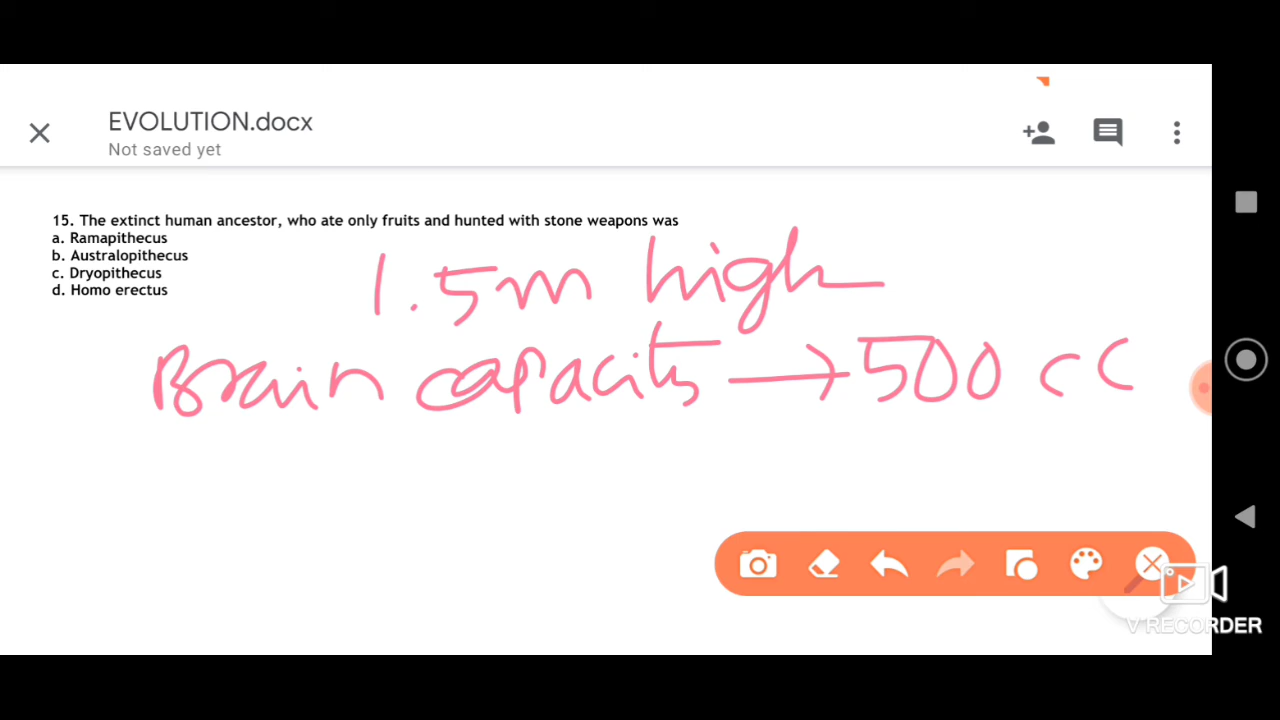 EVOLUTION.docx
Not saved yet
15. The extinct human ancestor, who ate only fruits and hunted with stone weapons was
a. Ramapithecus
b. Australopithecus
c. Dryopithecus
d. Homo erectus
1.5m high
Brain capacity → 500 cc
V RECORDER